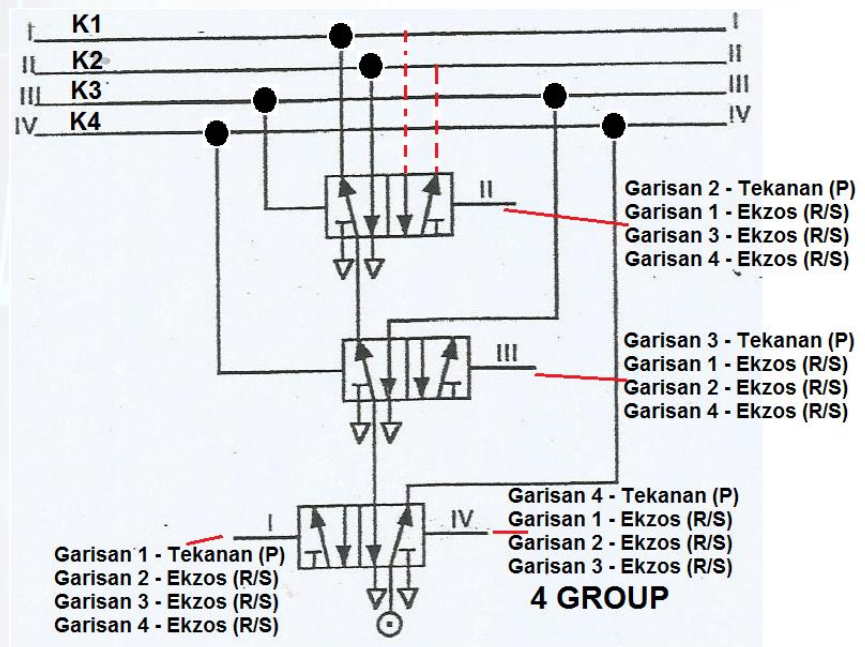 I K1 I
II K2 II
III K3 III
IV K4 IV
II
Garisan 2 - Tekanan (P)
Garisan 1 - Ekzos (R/S)
Garisan 3 - Ekzos (R/S)
Garisan 4 - Ekzos (R/S)
III
Garisan 3 - Tekanan (P)
Garisan 1 - Ekzos (R/S)
Garisan 2 - Ekzos (R/S)
Garisan 4 - Ekzos (R/S)
I
IV
Garisan 4 - Tekanan (P)
Garisan 1 - Ekzos (R/S)
Garisan 2 - Ekzos (R/S)
Garisan 3 - Ekzos (R/S)
Garisan 1 - Tekanan (P)
Garisan 2 - Ekzos (R/S)
Garisan 3 - Ekzos (R/S)
Garisan 4 - Ekzos (R/S)
4 GROUP